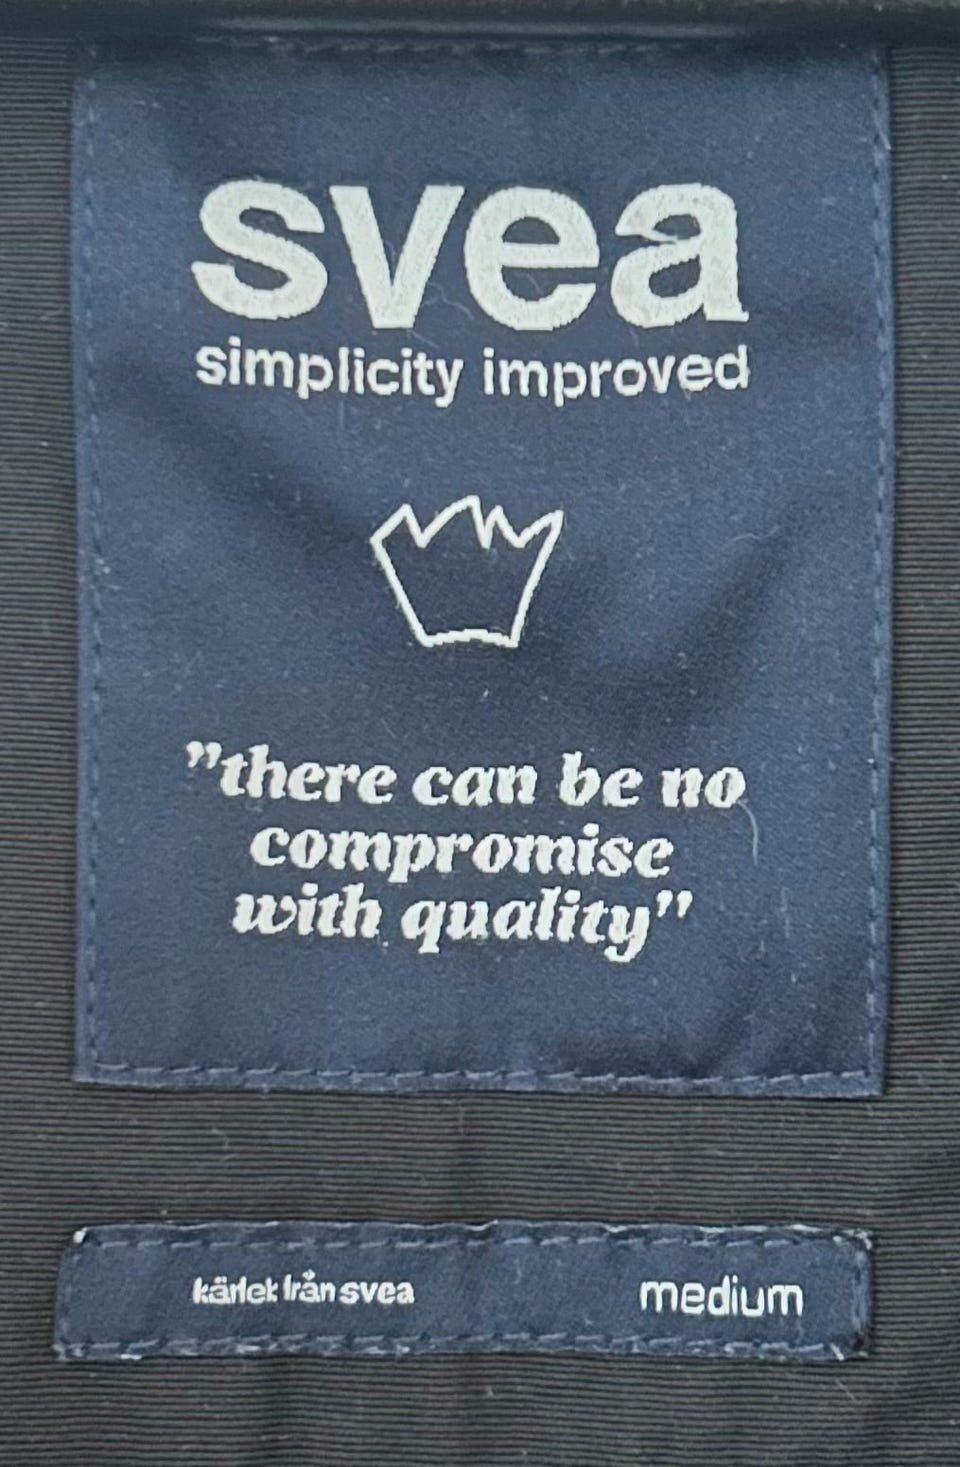 svea
simplicity improved
”there can be no
compromise
with quality”
kärlek från svea
medium